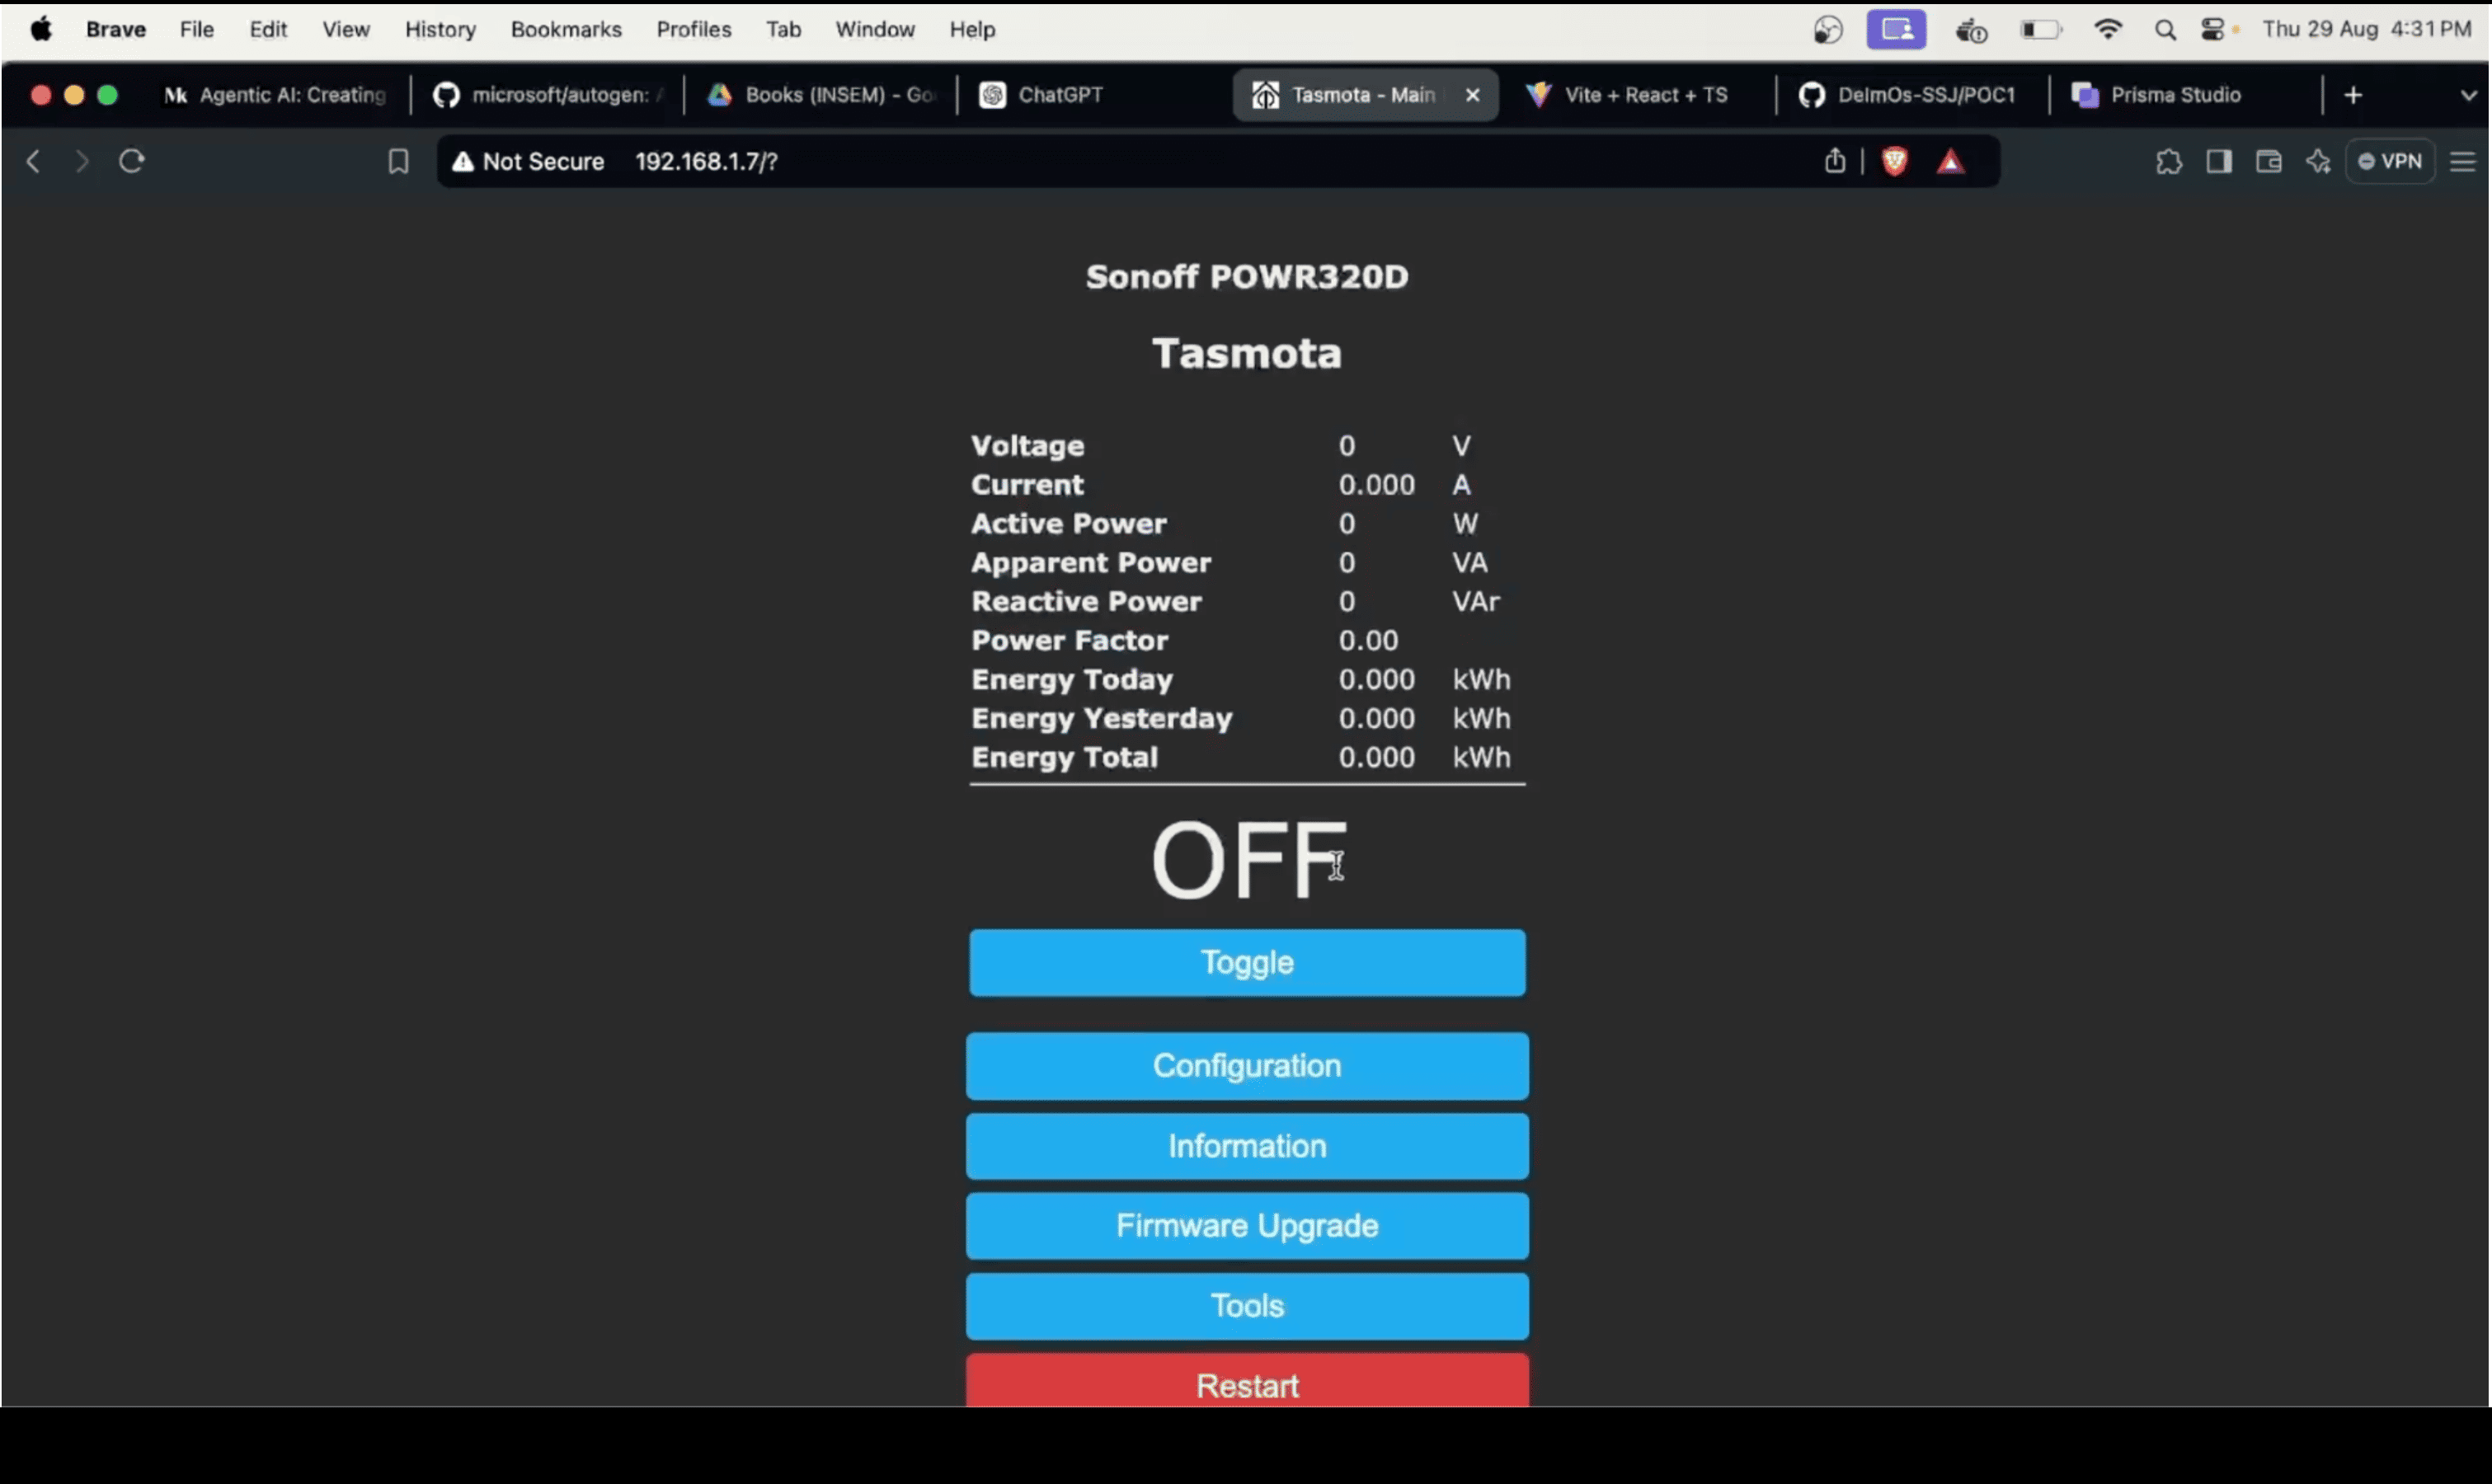 Brave File Edit View History Bookmarks Profiles Tab Window Help Thu 29 Aug 4:31 PM
Mk Agentic AI: Creating microsoft/autogen: Books (INSEM) - Go ChatGPT Tasmota - Main Vite + React + TS DelmOs-SSJ/POC1 Prisma Studio
Not Secure 192.168.1.7/? VPN
Sonoff POWR320D
Tasmota
Voltage 0 V
Current 0.000 A
Active Power 0 W
Apparent Power 0 VA
Reactive Power 0 VAr
Power Factor 0.00
Energy Today 0.000 kWh
Energy Yesterday 0.000 kWh
Energy Total 0.000 kWh
OFF
Toggle
Configuration
Information
Firmware Upgrade
Tools
Restart